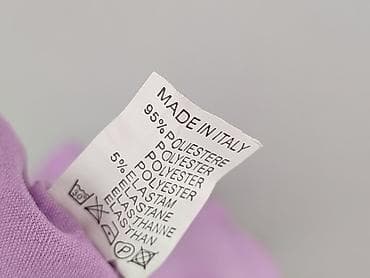 MADE IN ITALY
95% POLIESTERE
POLYESTER
POLYESTER
POLYESTER
5% ELASTAM
ELASTANE
ELASTHANNE
ELASTHAN
P